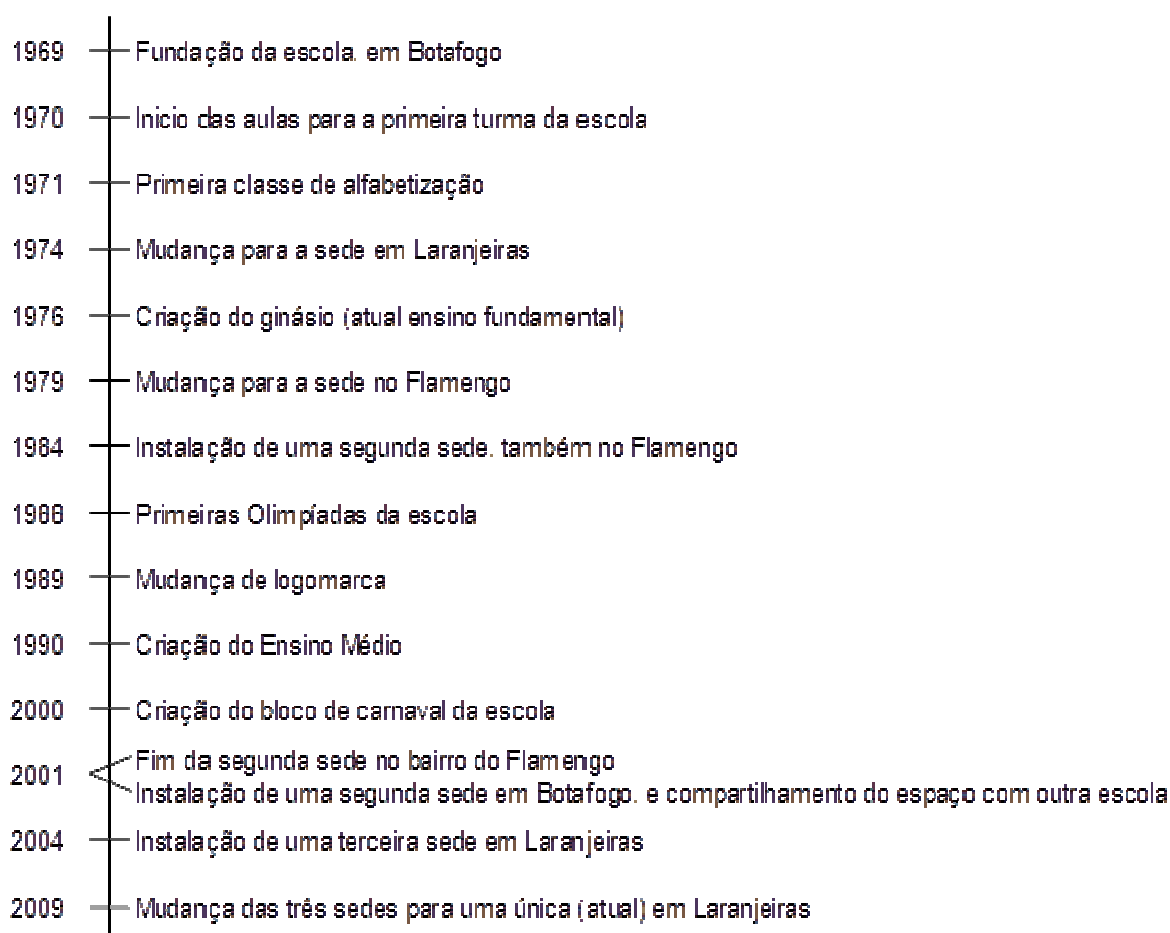 1969 Fundação da escola. em Botafogo
1970 Inicio das aulas para a primeira turma da escola
1971 Primeira classe de alfabetização
1974 Mudança para a sede em Laranjeiras
1976 Criação do ginásio (atual ensino fundamental)
1979 Mudança para a sede no Flamengo
1984 Instalação de uma segunda sede. também no Flamengo
1988 Primeiras Olimpíadas da escola
1989 Mudança de logomarca
1990 Criação do Ensino Médio
2000 Criação do bloco de carnaval da escola
2001 Fim da segunda sede no bairro do Flamengo
Instalação de uma segunda sede em Botafogo. e compartilhamento do espaço com outra escola
2004 Instalação de uma terceira sede em Laranjeiras
2009 Mudança das três sedes para uma única (atual) em Laranjeiras